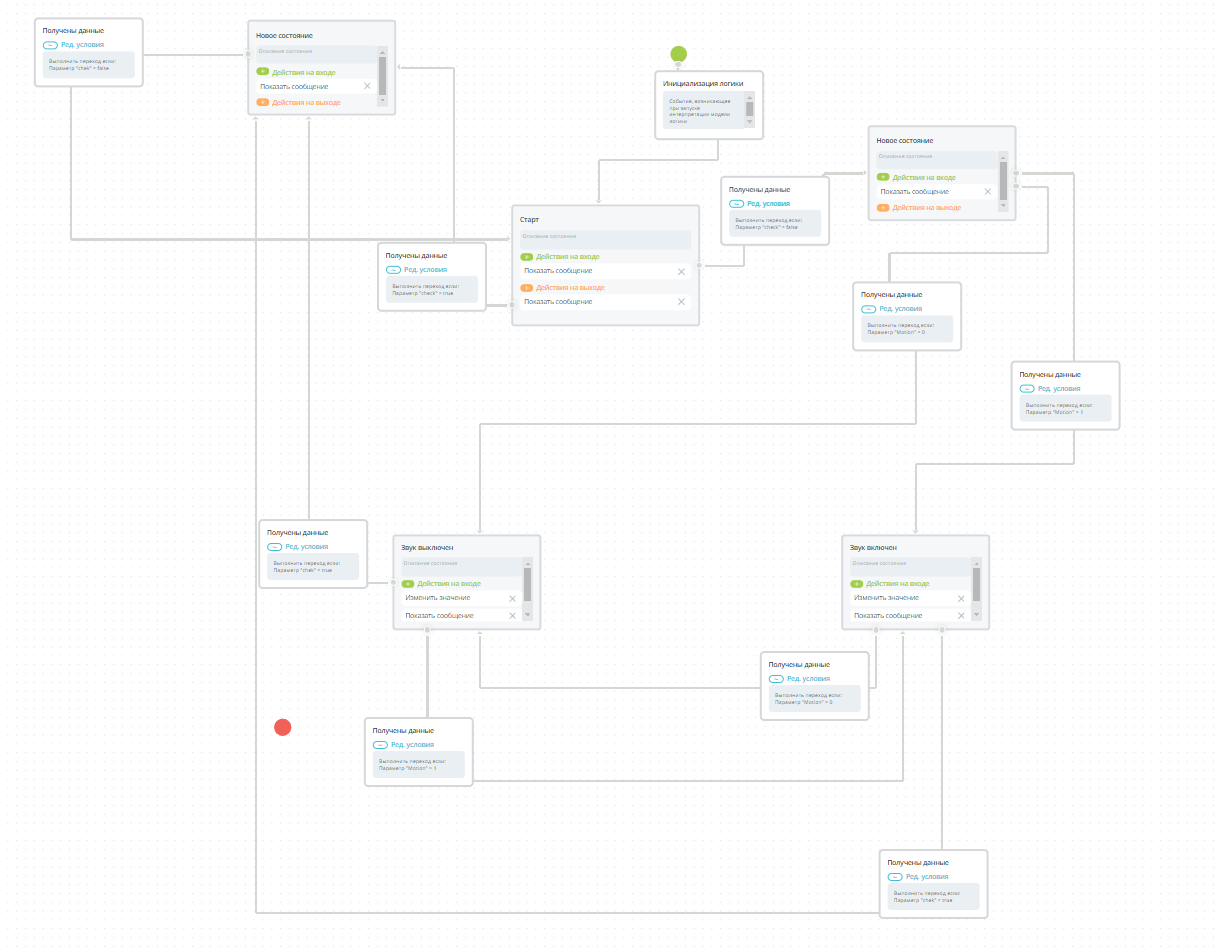 Получены данные
Ред. условия
Выполнить переход если:
Параметр "chek" = false
Новое состояние
Описание состояния
Действия на входе
Показать сообщение
Действия на выходе
Инициализация логики
Событие, возникающее
при запуске
интерпретации модели
логики
Новое состояние
Описание состояния
Действия на входе
Показать сообщение
Действия на выходе
Получены данные
Ред. условия
Выполнить переход если:
Параметр "check" = false
Старт
Описание состояния
Действия на входе
Показать сообщение
Действия на выходе
Показать сообщение
Получены данные
Ред. условия
Выполнить переход если:
Параметр "check" = true
Получены данные
Ред. условия
Выполнить переход если:
Параметр "Motion" = 0
Получены данные
Ред. условия
Выполнить переход если:
Параметр "Motion" = 1
Получены данные
Ред. условия
Выполнить переход если:
Параметр "chek" = true
Звук выключен
Описание состояния
Действия на входе
Изменить значение
Показать сообщение
Звук включен
Описание состояния
Действия на входе
Изменить значение
Показать сообщение
Получены данные
Ред. условия
Выполнить переход если:
Параметр "Motion" = 0
Получены данные
Ред. условия
Выполнить переход если:
Параметр "Motion" = 1
Получены данные
Ред. условия
Выполнить переход если:
Параметр "chek" = true